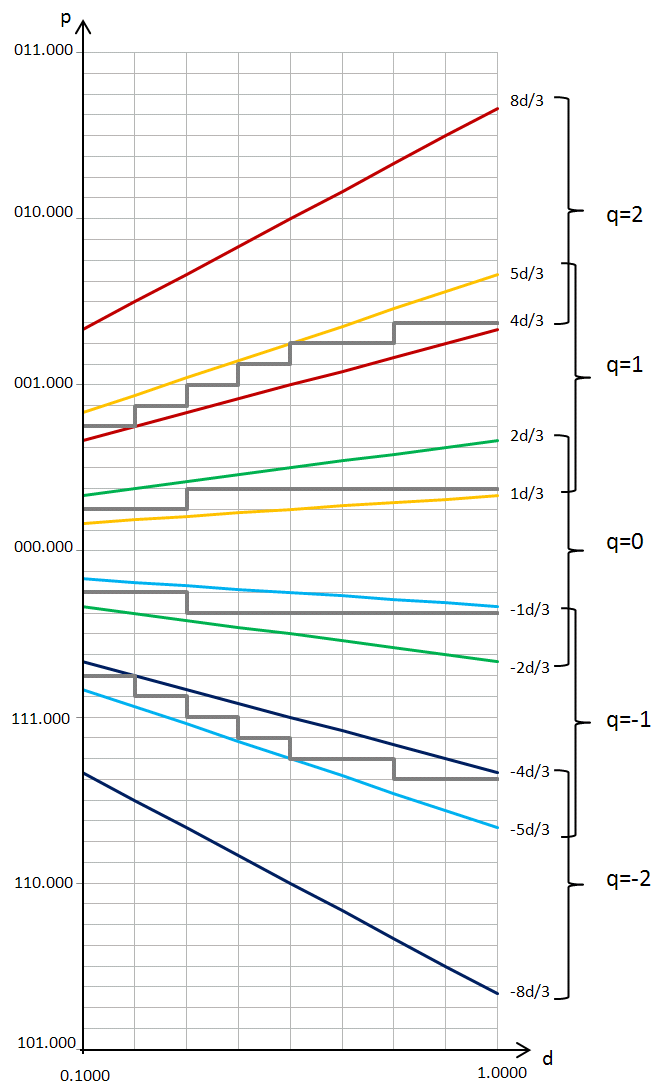 p
011.000
8d/3
010.000
q=2
5d/3
4d/3
001.000
q=1
2d/3
1d/3
000.000
q=0
-1d/3
-2d/3
111.000
q=-1
-4d/3
-5d/3
110.000
q=-2
-8d/3
101.000
d
0.1000
1.0000